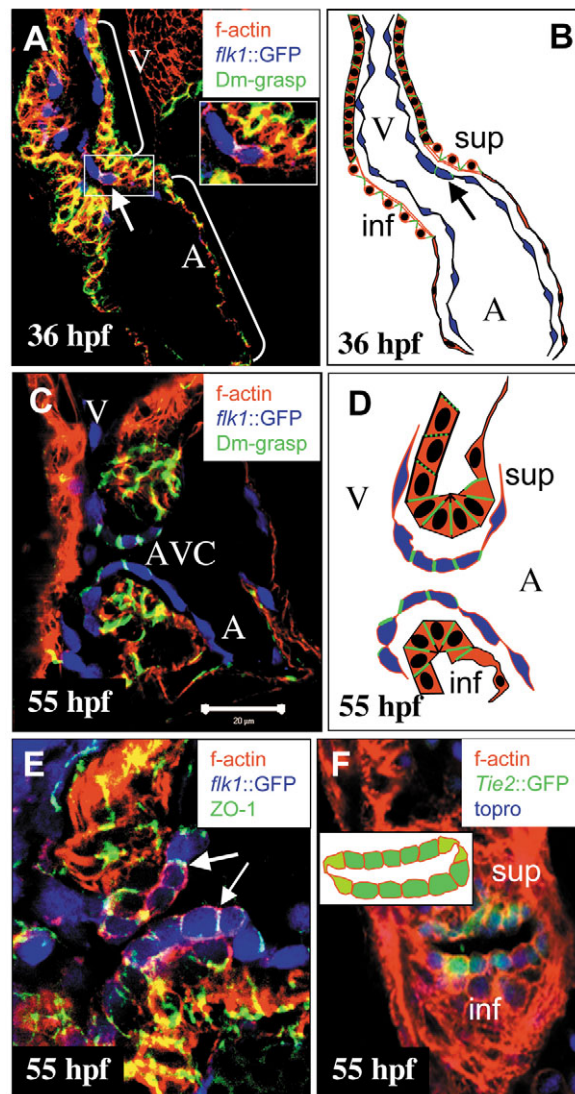 A
f-actin
flk1::GFP
Dm-grasp
V
A
36 hpf
B
V
sup
inf
A
36 hpf
C
V
f-actin
flk1::GFP
Dm-grasp
AVC
A
55 hpf
20 µm
D
V
sup
A
inf
55 hpf
E
f-actin
flk1::GFP
ZO-1
55 hpf
F
f-actin
Tie2::GFP
topro
sup
inf
55 hpf